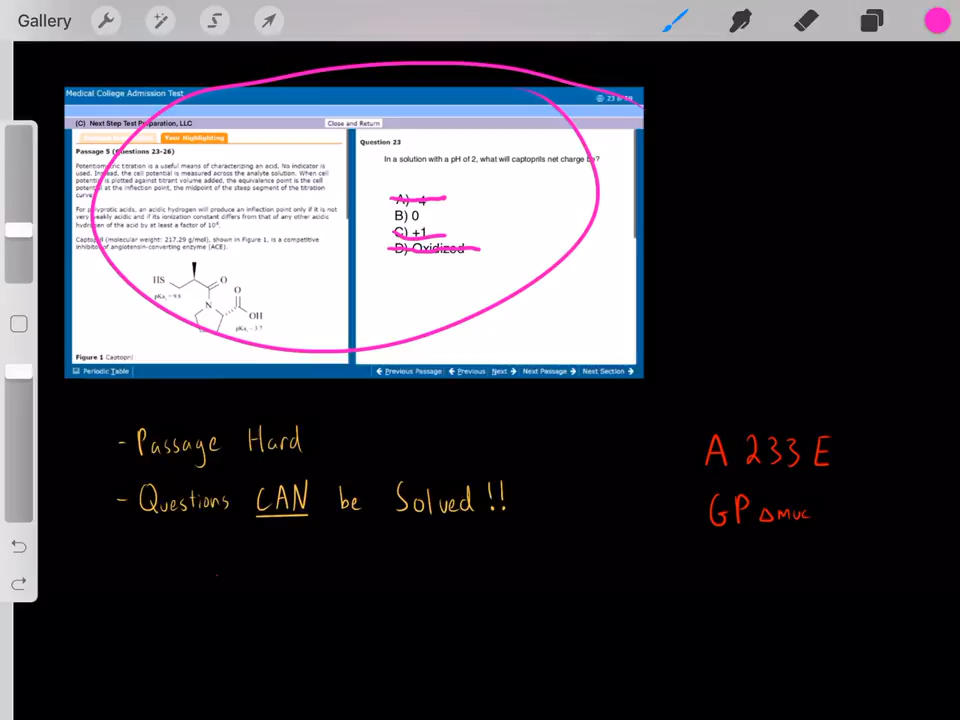 Gallery
Medical College Admission Test
23 of 59
(C) Next Step Test Preparation, LLC
Close and Return
Your Highlighting
Passage 5 (Questions 23-26)
Potentiometric titration is a useful means of characterizing an acid. No indicator is
used. Instead, the cell potential is measured across the analyte solution. When cell
potential is plotted against titrant volume added, the equivalence point is the cell
potential at the inflection point, the midpoint of the steep segment of the titration
curve.
For polyprotic acids, an acidic hydrogen will produce an inflection point only if it is not
very weakly acidic and if its ionization constant differs from that of any other acidic
hydrogen of the acid by at least a factor of 10⁴.
Captopril (molecular weight: 217.29 g/mol), shown in Figure 1, is a competitive
inhibitor of angiotensin-converting enzyme (ACE).
HS
O
O
N
OH
pKa = 9.8
pKa = 3.7
Figure 1 Captopril
Question 23
In a solution with a pH of 2, what will captoprils net charge be?
A)
B) 0
C) +1
D) Oxidized
Periodic Table
Previous Passage
Previous
Next
Next Passage
Next Section
- Passage Hard
- Questions CAN be Solved!!
A 233 E
GP ΔMUC